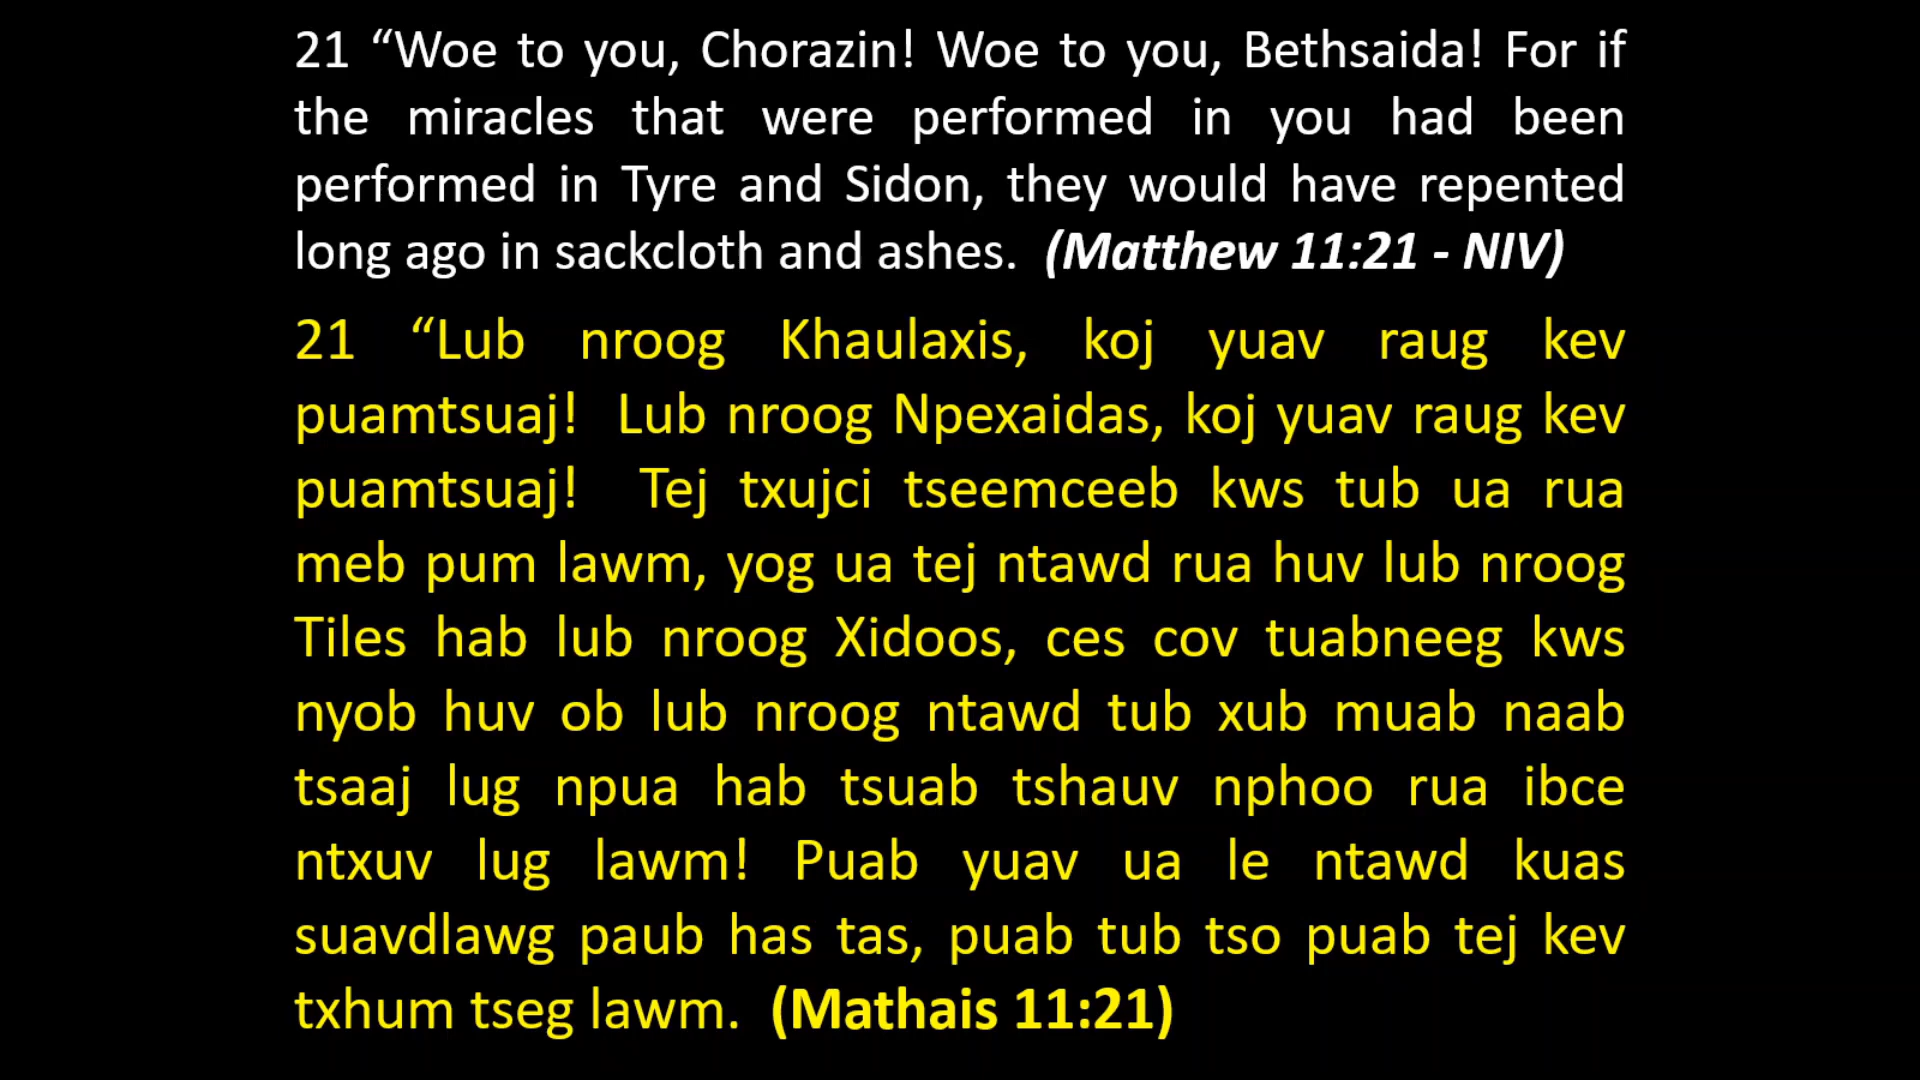 21 “Woe to you, Chorazin! Woe to you, Bethsaida! For if
the miracles that were performed in you had been
performed in Tyre and Sidon, they would have repented
long ago in sackcloth and ashes. (Matthew 11:21 - NIV)
21 “Lub nroog Khaulaxis, koj yuav raug kev
puamtsuaj! Lub nroog Npexaidas, koj yuav raug kev
puamtsuaj! Tej txujci tseemceeb kws tub ua rua
meb pum lawm, yog ua tej ntawd rua huv lub nroog
Tiles hab lub nroog Xidoos, ces cov tuabneeg kws
nyob huv ob lub nroog ntawd tub xub muab naab
tsaaj lug npua hab tsuab tshauv nphoo rua ibce
ntxuv lug lawm! Puab yuav ua le ntawd kuas
suavdlawg paub has tas, puab tub tso puab tej kev
txhum tseg lawm. (Mathais 11:21)